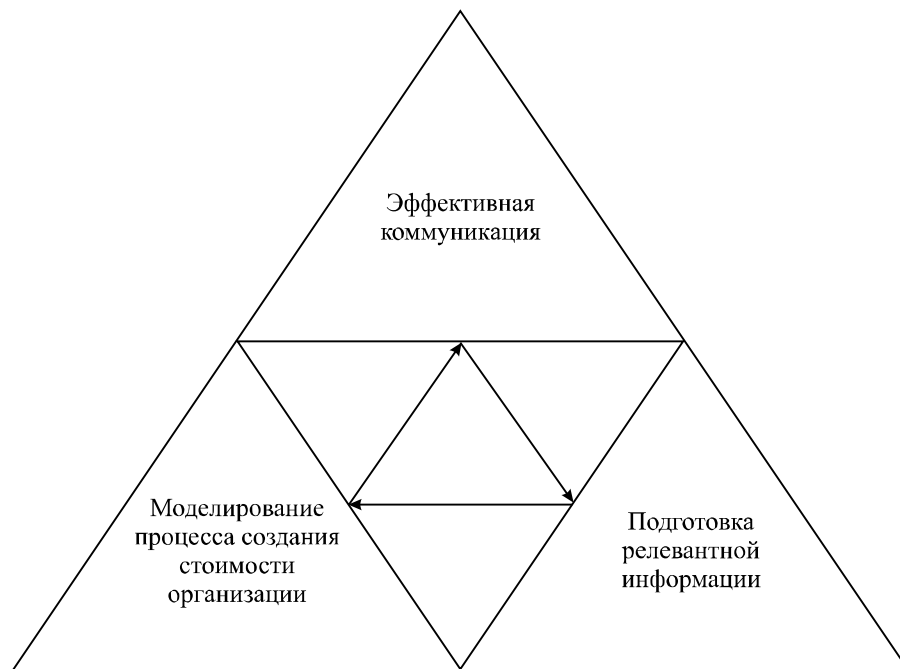 Эффективная
коммуникация
Моделирование
процесса создания
стоимости
организации
Подготовка
релевантной
информации